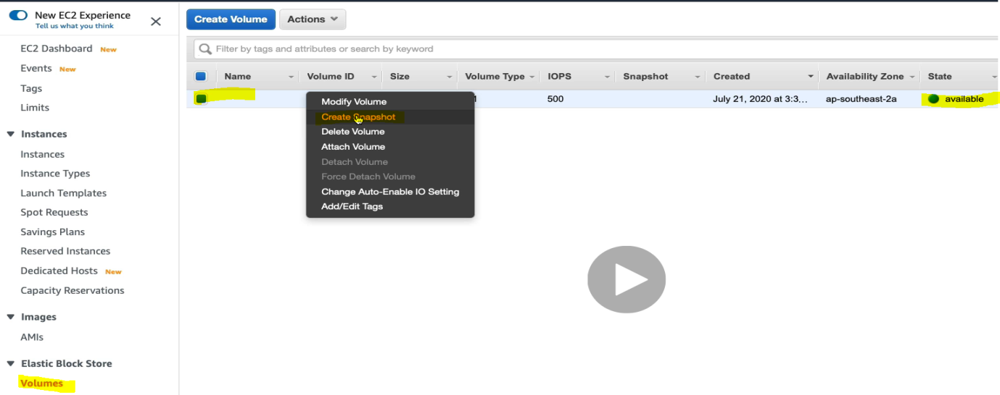 New EC2 Experience
Tell us what you think
EC2 Dashboard New
Events New
Tags
Limits
Instances
Instances
Instance Types
Launch Templates
Spot Requests
Savings Plans
Reserved Instances
Dedicated Hosts New
Capacity Reservations
Images
AMIs
Elastic Block Store
Volumes
Create Volume Actions
Filter by tags and attributes or search by keyword
Name Volume ID Size Volume Type IOPS Snapshot Created Availability Zone State
500 July 21, 2020 at 3:3... ap-southeast-2a available
Modify Volume
Create Snapshot
Delete Volume
Attach Volume
Detach Volume
Force Detach Volume
Change Auto-Enable IO Setting
Add/Edit Tags